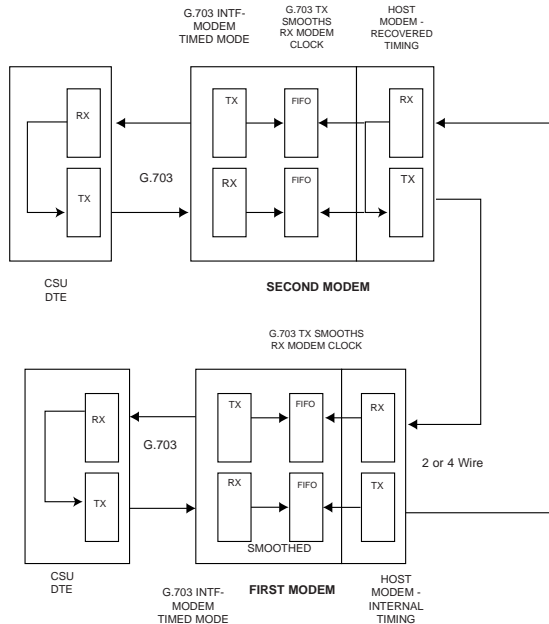 G.703 INTF-
MODEM
TIMED MODE
G.703 TX
SMOOTHS
RX MODEM
CLOCK
HOST
MODEM -
RECOVERED
TIMING
RX
TX
G.703
TX
FIFO
RX
RX
FIFO
TX
CSU
DTE
SECOND MODEM
G.703 TX SMOOTHS
RX MODEM CLOCK
RX
TX
G.703
TX
FIFO
RX
RX
FIFO
TX
SMOOTHED
2 or 4 Wire
CSU
DTE
G.703 INTF-
MODEM
TIMED MODE
FIRST MODEM
HOST
MODEM -
INTERNAL
TIMING